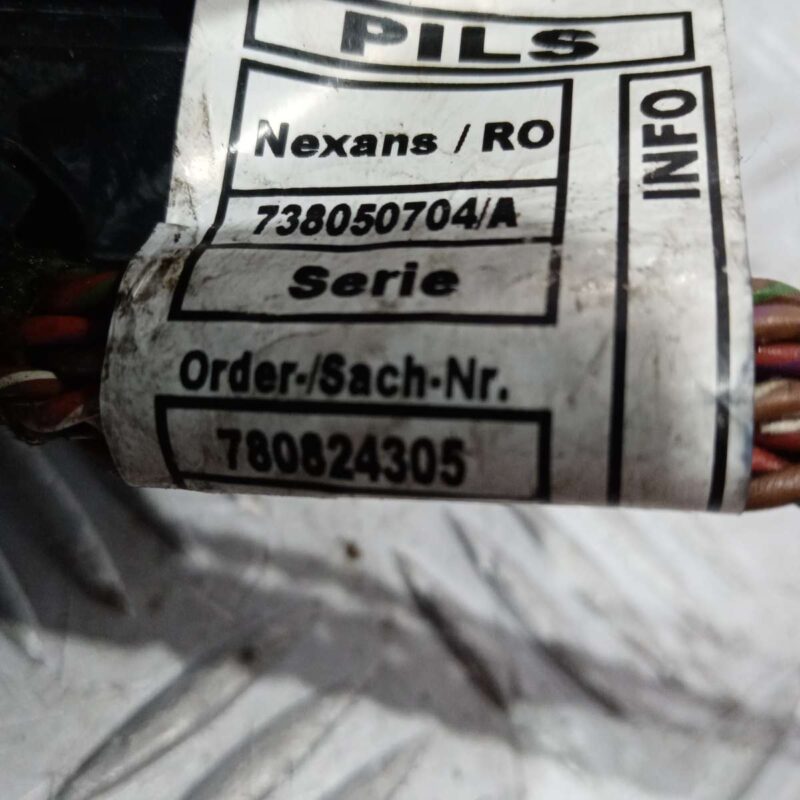 PILS
Nexans / RO
738050704/A
Serie
Order-/Sach-Nr.
780824305
INFO